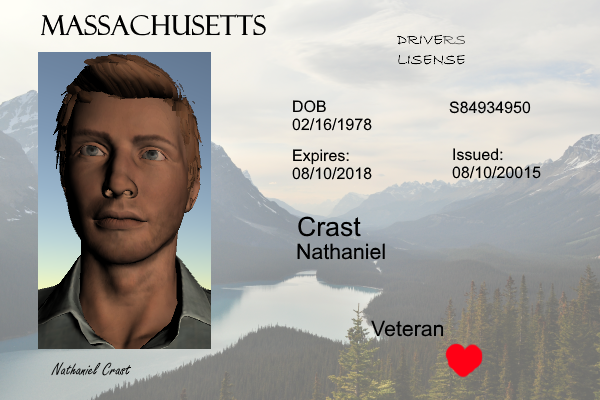 MASSACHUSETTS
DRIVERS
LISENSE
DOB
02/16/1978
S84934950
Expires:
08/10/2018
Issued:
08/10/20015
Crast
Nathaniel
Veteran
Nathaniel Crast